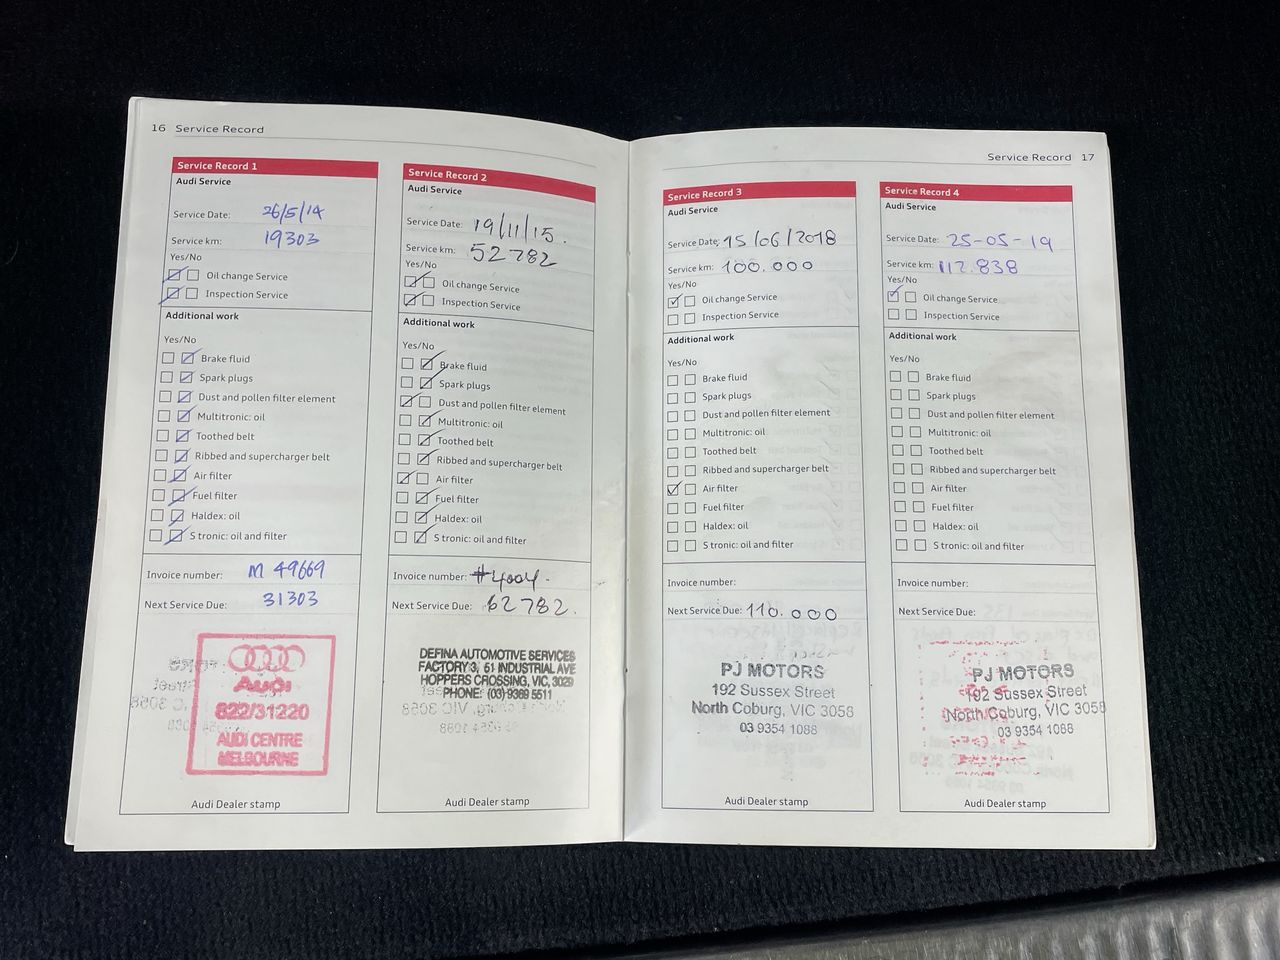 16 Service Record
Service Record 1
Audi Service
Service Date: 26/5/14
Service km: 19303
Yes/No
Oil change Service
Inspection Service
Additional work
Yes/No
Brake fluid
Spark plugs
Dust and pollen filter element
Multitronic: oil
Toothed belt
Ribbed and supercharger belt
Air filter
Fuel filter
Haldex: oil
S tronic: oil and filter
Invoice number: M 49669
Next Service Due: 31303
Audi
822/31220
AUDI CENTRE
MELBOURNE
Audi Dealer stamp
Service Record 2
Audi Service
Service Date: 19/11/15.
Service km: 52782
Yes/No
Oil change Service
Inspection Service
Additional work
Yes/No
Brake fluid
Spark plugs
Dust and pollen filter element
Multitronic: oil
Toothed belt
Ribbed and supercharger belt
Air filter
Fuel filter
Haldex: oil
S tronic: oil and filter
Invoice number: #4004.
Next Service Due: 62782.
DEFINA AUTOMOTIVE SERVICES
FACTORY 3, 51 INDUSTRIAL AVE
HOPPERS CROSSING, VIC, 3029
PHONE: (03) 9369 5511
Audi Dealer stamp
Service Record 17
Service Record 3
Audi Service
Service Date: 15/06/2018
Service km: 100.000
Yes/No
Oil change Service
Inspection Service
Additional work
Yes/No
Brake fluid
Spark plugs
Dust and pollen filter element
Multitronic: oil
Toothed belt
Ribbed and supercharger belt
Air filter
Fuel filter
Haldex: oil
S tronic: oil and filter
Invoice number:
Next Service Due: 110.000
PJ MOTORS
192 Sussex Street
North Coburg, VIC 3058
03 9354 1088
Audi Dealer stamp
Service Record 4
Audi Service
Service Date: 25-05-19
Service km: 112.838
Yes/No
Oil change Service
Inspection Service
Additional work
Yes/No
Brake fluid
Spark plugs
Dust and pollen filter element
Multitronic: oil
Toothed belt
Ribbed and supercharger belt
Air filter
Fuel filter
Haldex: oil
S tronic: oil and filter
Invoice number:
Next Service Due:
PJ MOTORS
192 Sussex Street
North Coburg, VIC 3058
03 9354 1088
Audi Dealer stamp